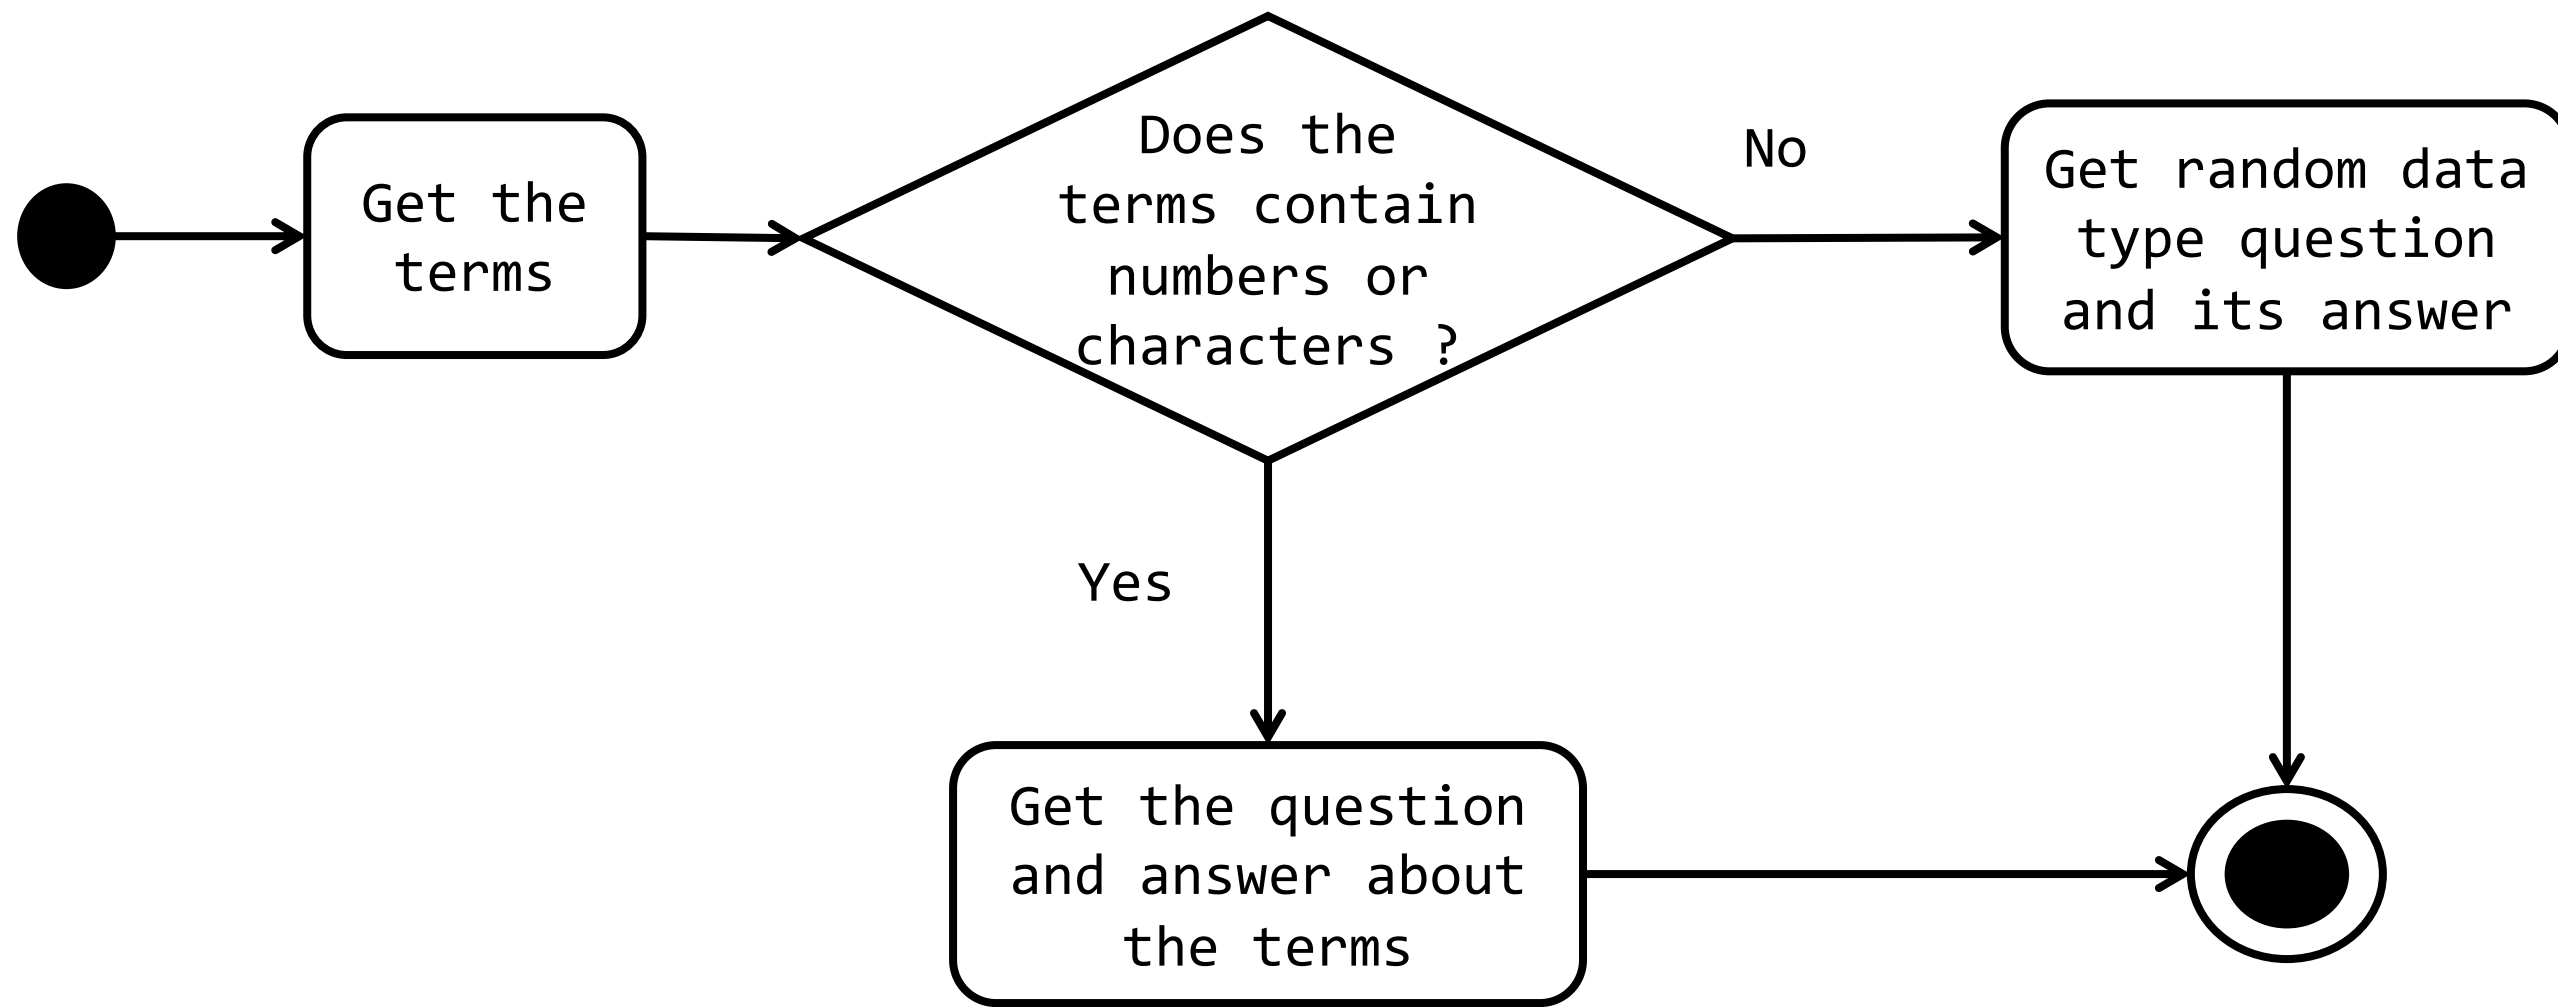 Get the
terms
Does the
terms contain
numbers or
characters ?
No
Get random data
type question
and its answer
Yes
Get the question
and answer about
the terms